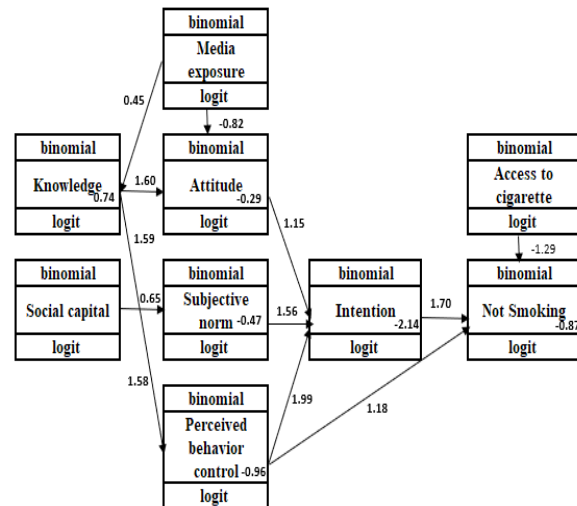 binomial
Media
exposure
logit
0.45
-0.82
binomial
Knowledge
0.74
logit
1.60
binomial
Attitude
-0.29
logit
binomial
Access to
cigarette
logit
1.59
1.15
-1.29
binomial
Social capital
logit
0.65
binomial
Subjective
norm
-0.47
logit
1.56
binomial
Intention
-2.14
logit
1.70
binomial
Not Smoking
-0.87
logit
1.58
1.99
1.18
binomial
Perceived
behavior
control -0.96
logit